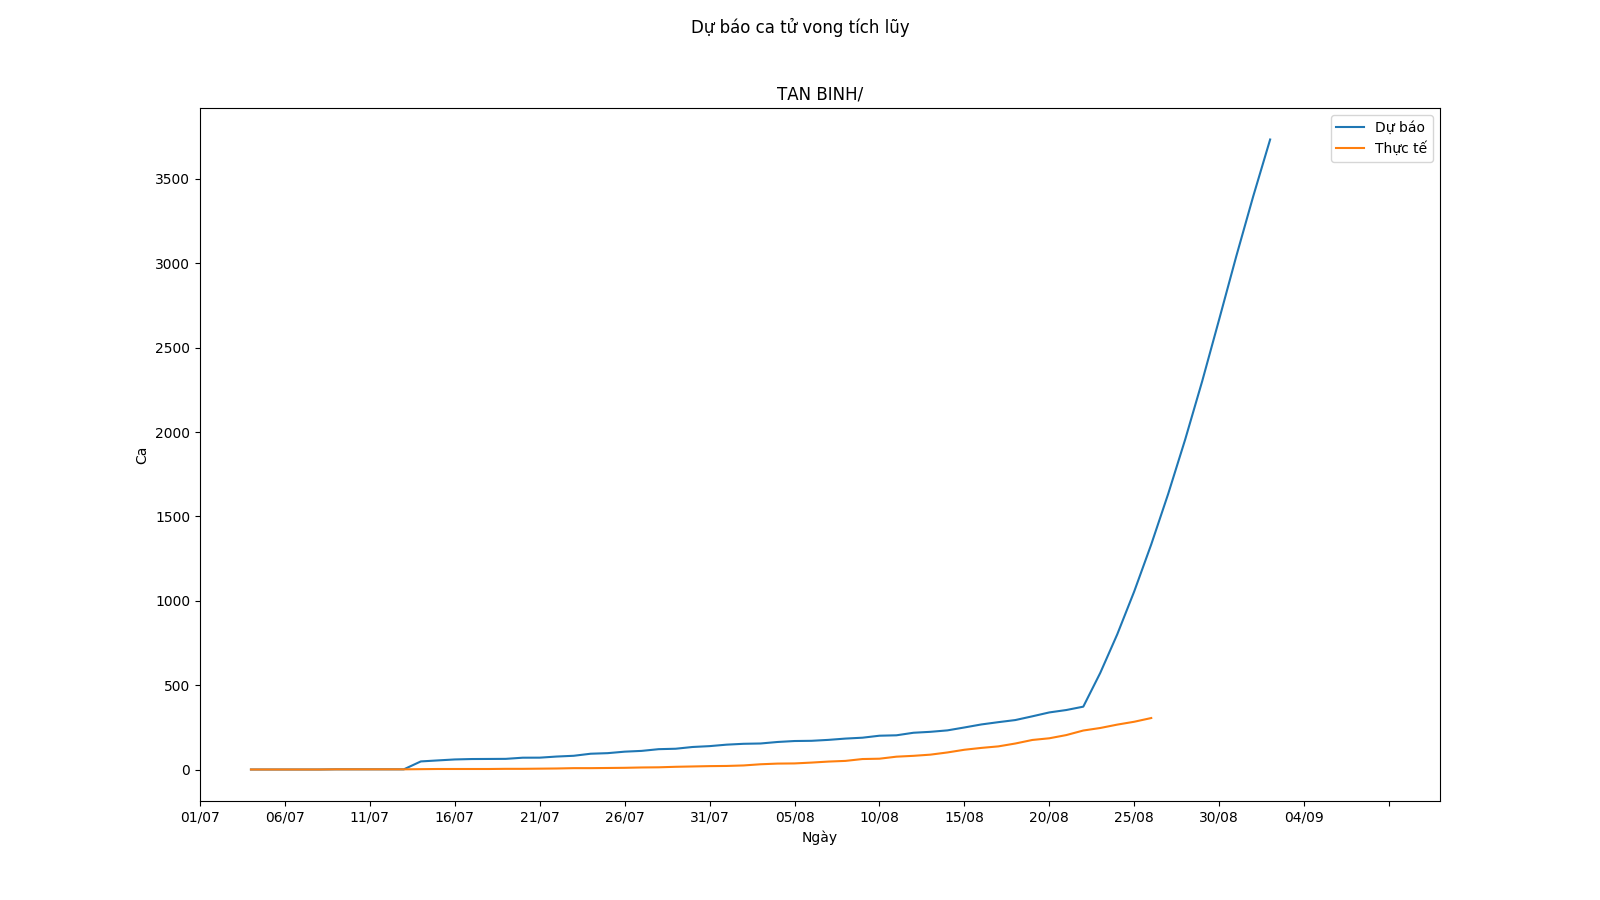 Dự báo ca tử vong tích lũy
TAN BINH/
Dự báo
Thực tế
3500
3000
2500
2000
1500
1000
500
0
Ca
01/07 06/07 11/07 16/07 21/07 26/07 31/07 05/08 10/08 15/08 20/08 25/08 30/08 04/09
Ngày